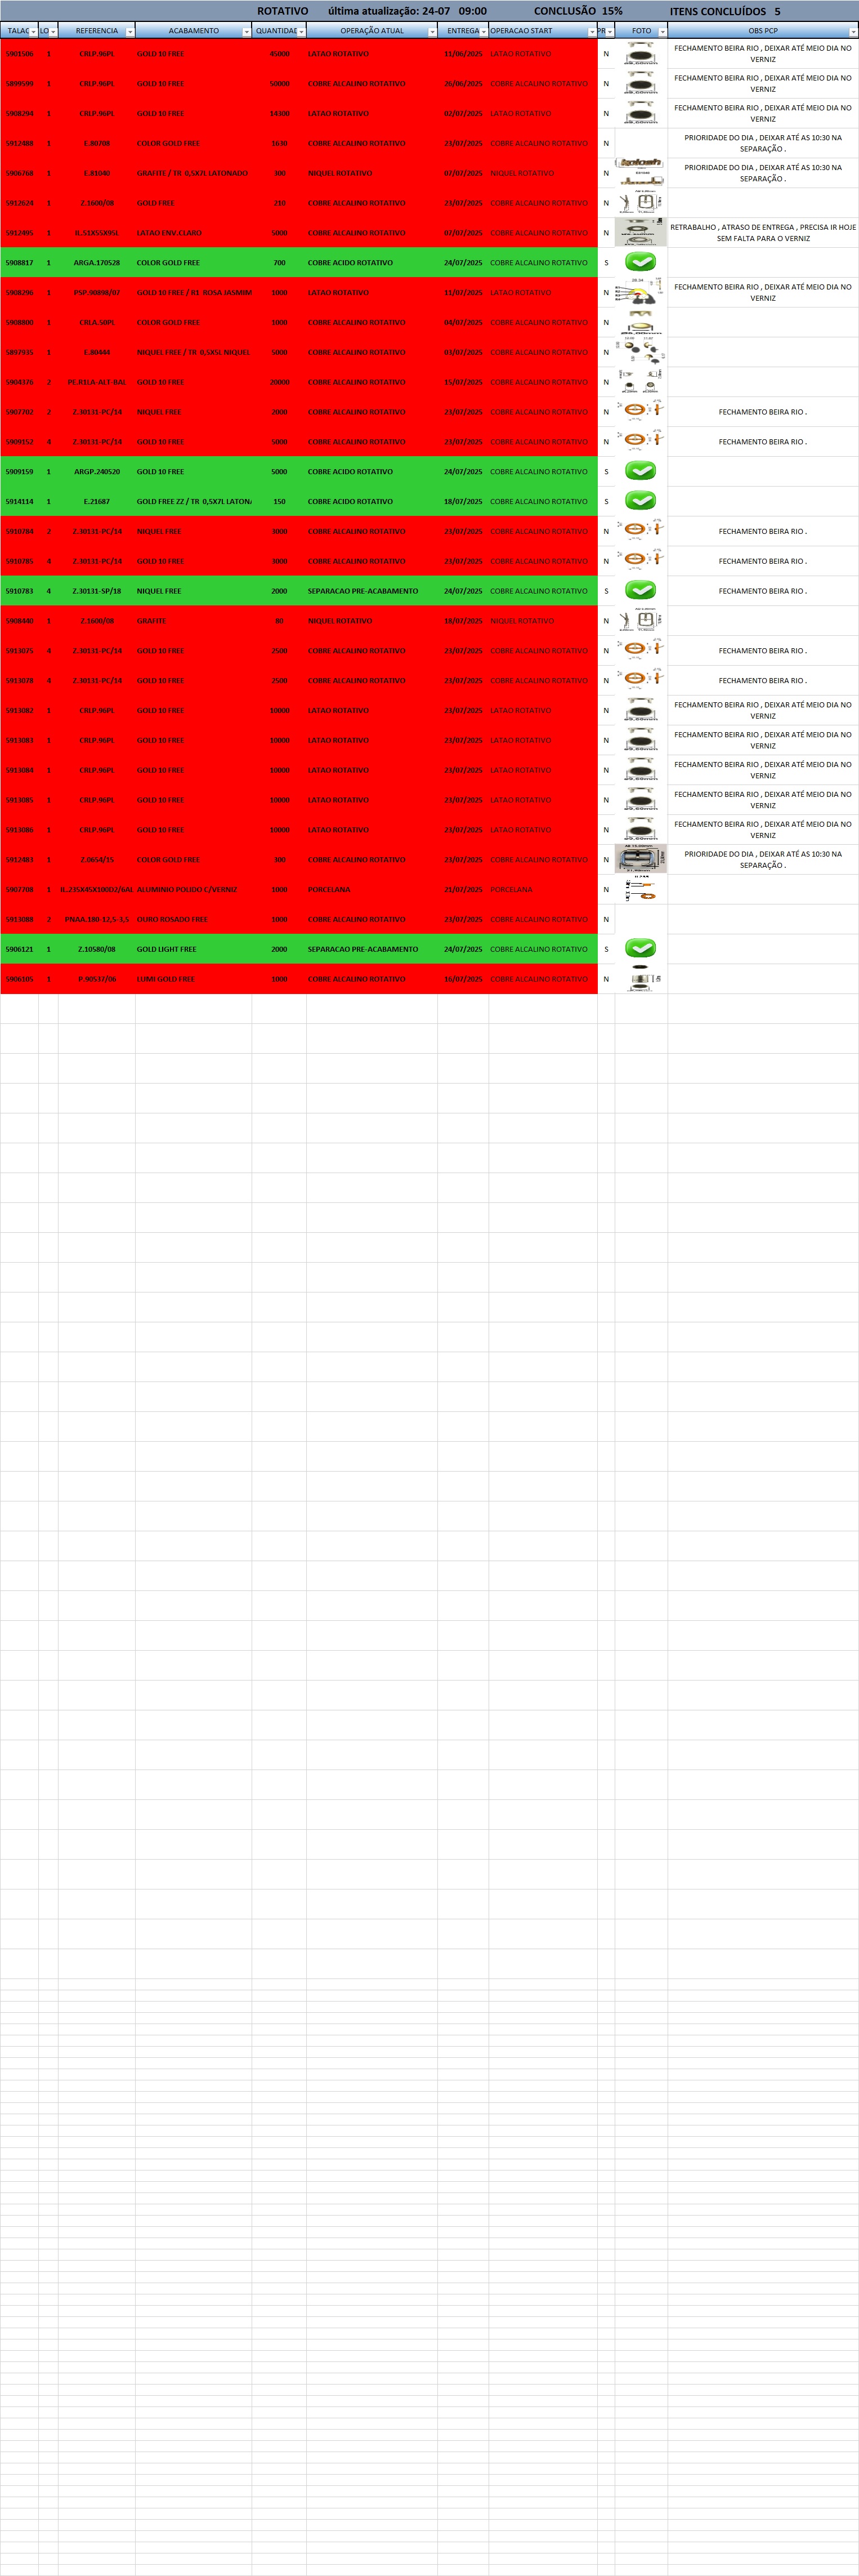 ROTATIVO última atualização: 24-07 09:00 CONCLUSÃO 15% ITENS CONCLUÍDOS 5
TALAO LO REFERENCIA ACABAMENTO QUANTIDAD OPERAÇÃO ATUAL ENTREGA OPERACAO START PR FOTO OBS PCP
5901506 1 CRLP.96PL GOLD 10 FREE 45000 LATAO ROTATIVO 11/06/2025 LATAO ROTATIVO N FECHAMENTO BEIRA RIO , DEIXAR ATÉ MEIO DIA NO
VERNIZ
5899599 1 CRLP.96PL GOLD 10 FREE 50000 COBRE ALCALINO ROTATIVO 26/06/2025 COBRE ALCALINO ROTATIVO N FECHAMENTO BEIRA RIO , DEIXAR ATÉ MEIO DIA NO
VERNIZ
5908294 1 CRLP.96PL GOLD 10 FREE 14300 LATAO ROTATIVO 02/07/2025 LATAO ROTATIVO N FECHAMENTO BEIRA RIO , DEIXAR ATÉ MEIO DIA NO
VERNIZ
5912488 1 E.80708 COLOR GOLD FREE 1630 COBRE ALCALINO ROTATIVO 23/07/2025 COBRE ALCALINO ROTATIVO N PRIORIDADE DO DIA , DEIXAR ATÉ AS 10:30 NA
SEPARAÇÃO .
5906768 1 E.81040 GRAFITE / TR 0,5X7L LATONADO 300 NIQUEL ROTATIVO 07/07/2025 NIQUEL ROTATIVO N PRIORIDADE DO DIA , DEIXAR ATÉ AS 10:30 NA
SEPARAÇÃO .
5912624 1 Z.1600/08 GOLD FREE 210 COBRE ALCALINO ROTATIVO 23/07/2025 COBRE ALCALINO ROTATIVO N
5912495 1 IL.51X55X95L LATAO ENV.CLARO 5000 COBRE ALCALINO ROTATIVO 07/07/2025 COBRE ALCALINO ROTATIVO N RETRABALHO , ATRASO DE ENTREGA , PRECISA IR HOJE
SEM FALTA PARA O VERNIZ
5908817 1 ARGA.170528 COLOR GOLD FREE 700 COBRE ACIDO ROTATIVO 24/07/2025 COBRE ALCALINO ROTATIVO S
5908296 1 PSP.90898/07 GOLD 10 FREE / R1 ROSA JASMIM 1000 LATAO ROTATIVO 11/07/2025 LATAO ROTATIVO N FECHAMENTO BEIRA RIO , DEIXAR ATÉ MEIO DIA NO
VERNIZ
5908800 1 CRLA.50PL COLOR GOLD FREE 1000 COBRE ALCALINO ROTATIVO 04/07/2025 COBRE ALCALINO ROTATIVO N
5897935 1 E.80444 NIQUEL FREE / TR 0,5X5L NIQUEL 5000 COBRE ALCALINO ROTATIVO 03/07/2025 COBRE ALCALINO ROTATIVO N
5904376 2 PE.R1LA-ALT-BAL GOLD 10 FREE 20000 COBRE ALCALINO ROTATIVO 15/07/2025 COBRE ALCALINO ROTATIVO N
5907702 2 Z.30131-PC/14 NIQUEL FREE 2000 COBRE ALCALINO ROTATIVO 23/07/2025 COBRE ALCALINO ROTATIVO N FECHAMENTO BEIRA RIO .
5909152 4 Z.30131-PC/14 GOLD 10 FREE 5000 COBRE ALCALINO ROTATIVO 23/07/2025 COBRE ALCALINO ROTATIVO N FECHAMENTO BEIRA RIO .
5909159 1 ARGP.240520 GOLD 10 FREE 5000 COBRE ACIDO ROTATIVO 24/07/2025 COBRE ALCALINO ROTATIVO S
5914114 1 E.21687 GOLD FREE ZZ / TR 0,5X7L LATON 150 COBRE ACIDO ROTATIVO 18/07/2025 COBRE ALCALINO ROTATIVO S
5910784 2 Z.30131-PC/14 NIQUEL FREE 3000 COBRE ALCALINO ROTATIVO 23/07/2025 COBRE ALCALINO ROTATIVO N FECHAMENTO BEIRA RIO .
5910785 4 Z.30131-PC/14 GOLD 10 FREE 3000 COBRE ALCALINO ROTATIVO 23/07/2025 COBRE ALCALINO ROTATIVO N FECHAMENTO BEIRA RIO .
5910783 4 Z.30131-SP/18 NIQUEL FREE 2000 SEPARACAO PRE-ACABAMENTO 24/07/2025 COBRE ALCALINO ROTATIVO S FECHAMENTO BEIRA RIO .
5908440 1 Z.1600/08 GRAFITE 80 NIQUEL ROTATIVO 18/07/2025 NIQUEL ROTATIVO N
5913075 4 Z.30131-PC/14 GOLD 10 FREE 2500 COBRE ALCALINO ROTATIVO 23/07/2025 COBRE ALCALINO ROTATIVO N FECHAMENTO BEIRA RIO .
5913078 4 Z.30131-PC/14 GOLD 10 FREE 2500 COBRE ALCALINO ROTATIVO 23/07/2025 COBRE ALCALINO ROTATIVO N FECHAMENTO BEIRA RIO .
5913082 1 CRLP.96PL GOLD 10 FREE 10000 LATAO ROTATIVO 23/07/2025 LATAO ROTATIVO N FECHAMENTO BEIRA RIO , DEIXAR ATÉ MEIO DIA NO
VERNIZ
5913083 1 CRLP.96PL GOLD 10 FREE 10000 LATAO ROTATIVO 23/07/2025 LATAO ROTATIVO N FECHAMENTO BEIRA RIO , DEIXAR ATÉ MEIO DIA NO
VERNIZ
5913084 1 CRLP.96PL GOLD 10 FREE 10000 LATAO ROTATIVO 23/07/2025 LATAO ROTATIVO N FECHAMENTO BEIRA RIO , DEIXAR ATÉ MEIO DIA NO
VERNIZ
5913085 1 CRLP.96PL GOLD 10 FREE 10000 LATAO ROTATIVO 23/07/2025 LATAO ROTATIVO N FECHAMENTO BEIRA RIO , DEIXAR ATÉ MEIO DIA NO
VERNIZ
5913086 1 CRLP.96PL GOLD 10 FREE 10000 LATAO ROTATIVO 23/07/2025 LATAO ROTATIVO N FECHAMENTO BEIRA RIO , DEIXAR ATÉ MEIO DIA NO
VERNIZ
5912483 1 Z.6654/15 COLOR GOLD FREE 300 COBRE ALCALINO ROTATIVO 23/07/2025 COBRE ALCALINO ROTATIVO N PRIORIDADE DO DIA , DEIXAR ATÉ AS 10:30 NA
SEPARAÇÃO .
5907708 1 IL.235X45X100D2/6AL ALUMINIO POLIDO C/VERNIZ 1000 PORCELANA 21/07/2025 PORCELANA N
5913088 2 PNAA.180-12,5-3,5 OURO ROSADO FREE 1000 COBRE ALCALINO ROTATIVO 23/07/2025 COBRE ALCALINO ROTATIVO N
5906121 1 Z.10580/08 GOLD LIGHT FREE 2000 SEPARACAO PRE-ACABAMENTO 24/07/2025 COBRE ALCALINO ROTATIVO S
5906105 1 P.90537/06 LUMI GOLD FREE 1000 COBRE ALCALINO ROTATIVO 16/07/2025 COBRE ALCALINO ROTATIVO N